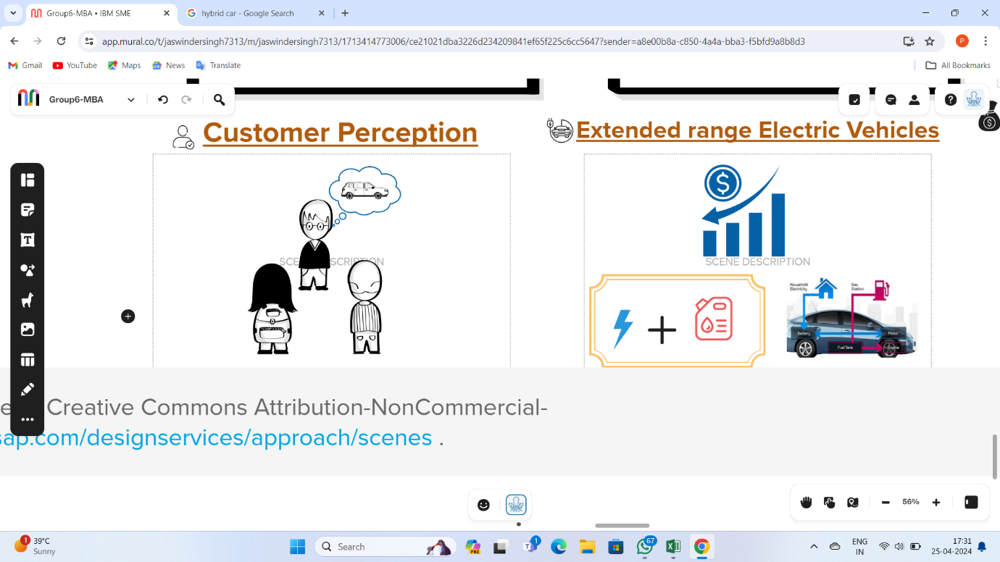 Group6-MBA • IBM SME
hybrid car - Google Search
app.mural.co/t/jaswindersingh7313/m/jaswindersingh7313/1713414773006/ce21021dba3226d234209841ef65f225c6cc5647?sender=a8e00b8a-c850-4a4a-bba3-f5bfd9a8b8d3
P
Gmail
YouTube
Maps
News
Translate
All Bookmarks
Group6-MBA
Customer Perception
Extended range Electric Vehicles
$
SCENE DESCRIPTION
Household Electricity
Gas Station
Battery
Motor
Fuel Tank
Engine
Creative Commons Attribution-NonCommercial-
sap.com/designservices/approach/scenes .
56%
1
39°C
Sunny
Search
PRE
1
67
ENG
IN
17:31
25-04-2024